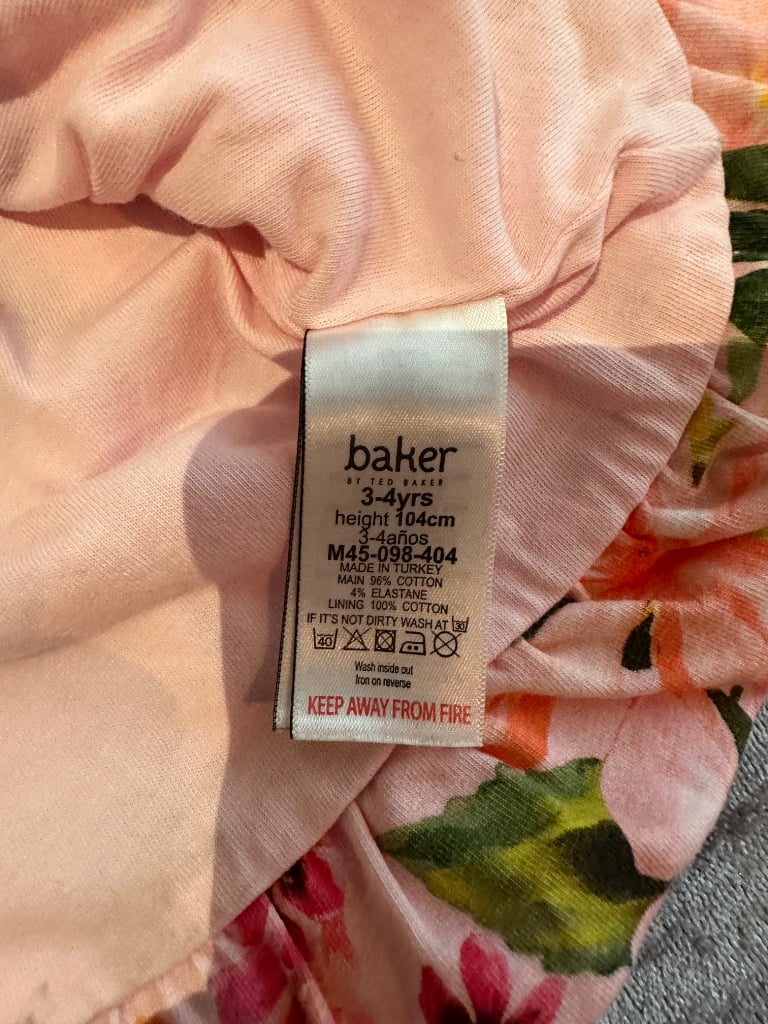 baker
BY TED BAKER
3-4yrs
height 104cm
3-4años
M45-098-404
MADE IN TURKEY
MAIN 96% COTTON
4% ELASTANE
LINING 100% COTTON
IF IT'S NOT DIRTY WASH AT 30
40
Wash inside out
Iron on reverse
KEEP AWAY FROM FIRE